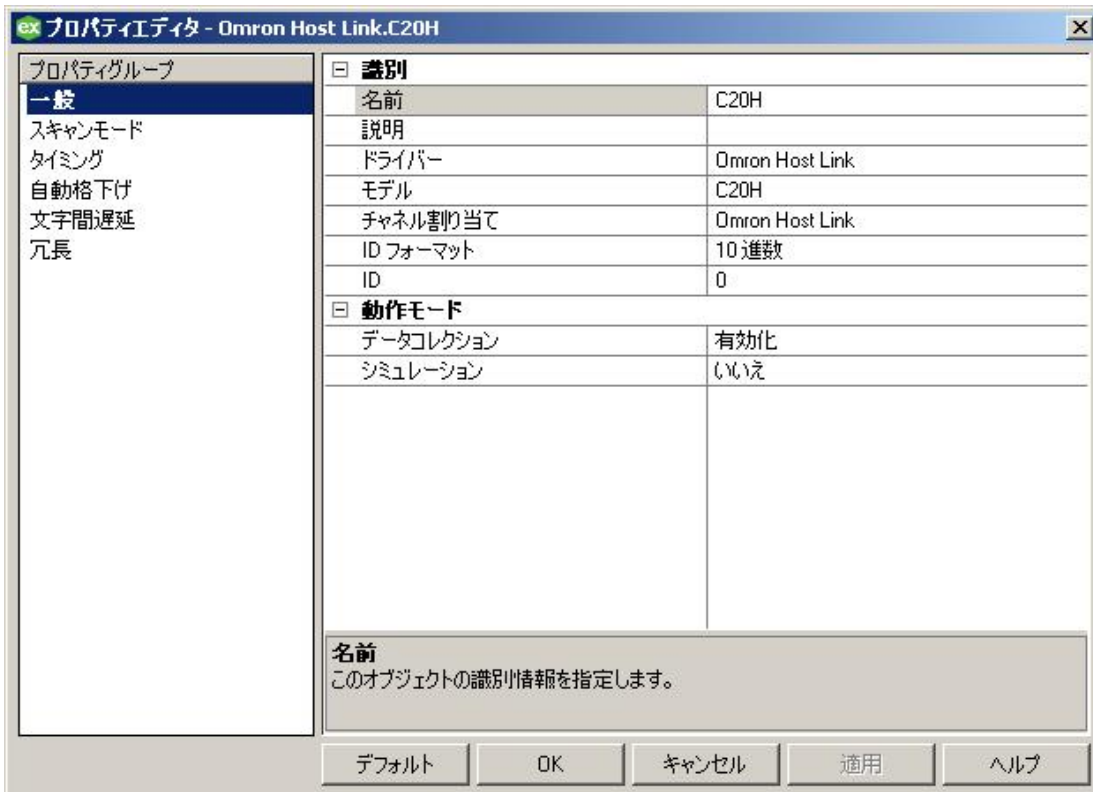 ex プロパティエディタ - Omron Host Link.C20H
プロパティグループ
一般
スキャンモード
タイミング
自動格下げ
文字間遅延
冗長
識別
名前 C20H
説明
ドライバー Omron Host Link
モデル C20H
チャネル割り当て Omron Host Link
ID フォーマット 10 進数
ID 0
動作モード
データコレクション 有効化
シミュレーション いいえ
名前
このオブジェクトの識別情報を指定します。
デフォルト OK キャンセル 適用 ヘルプ